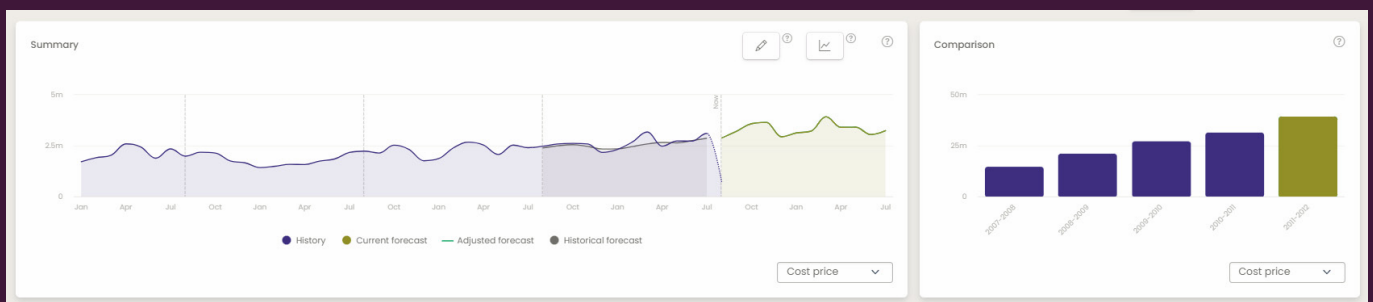 Summary
5m
2.5m
0
Now
Jan Apr Jul Oct Jan Apr Jul Oct Jan Apr Jul Oct Jan Apr Jul Oct Jan Apr Jul
History Current forecast Adjusted forecast Historical forecast
Cost price
Comparison
50m
25m
0
2007-2008 2008-2009 2009-2010 2010-2011 2011-2012
Cost price